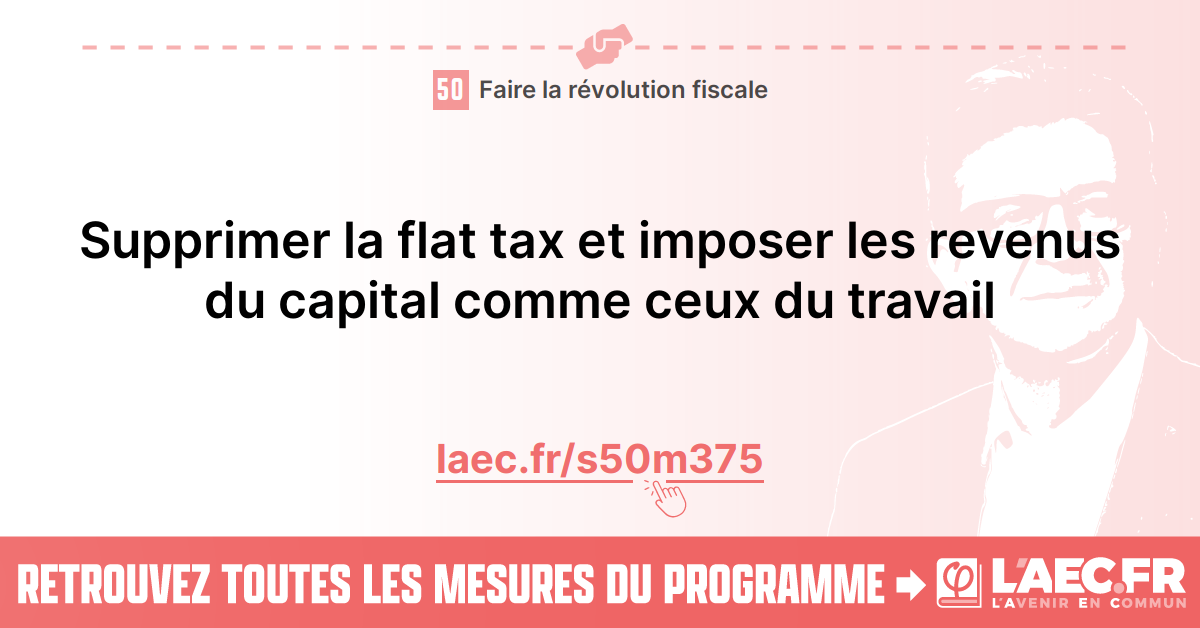 50 Faire la révolution fiscale
Supprimer la flat tax et imposer les revenus
du capital comme ceux du travail
laec.fr/s50m375
RETROUVEZ TOUTES LES MESURES DU PROGRAMME
φ L'AEC.FR
L'AVENIR EN COMMUN